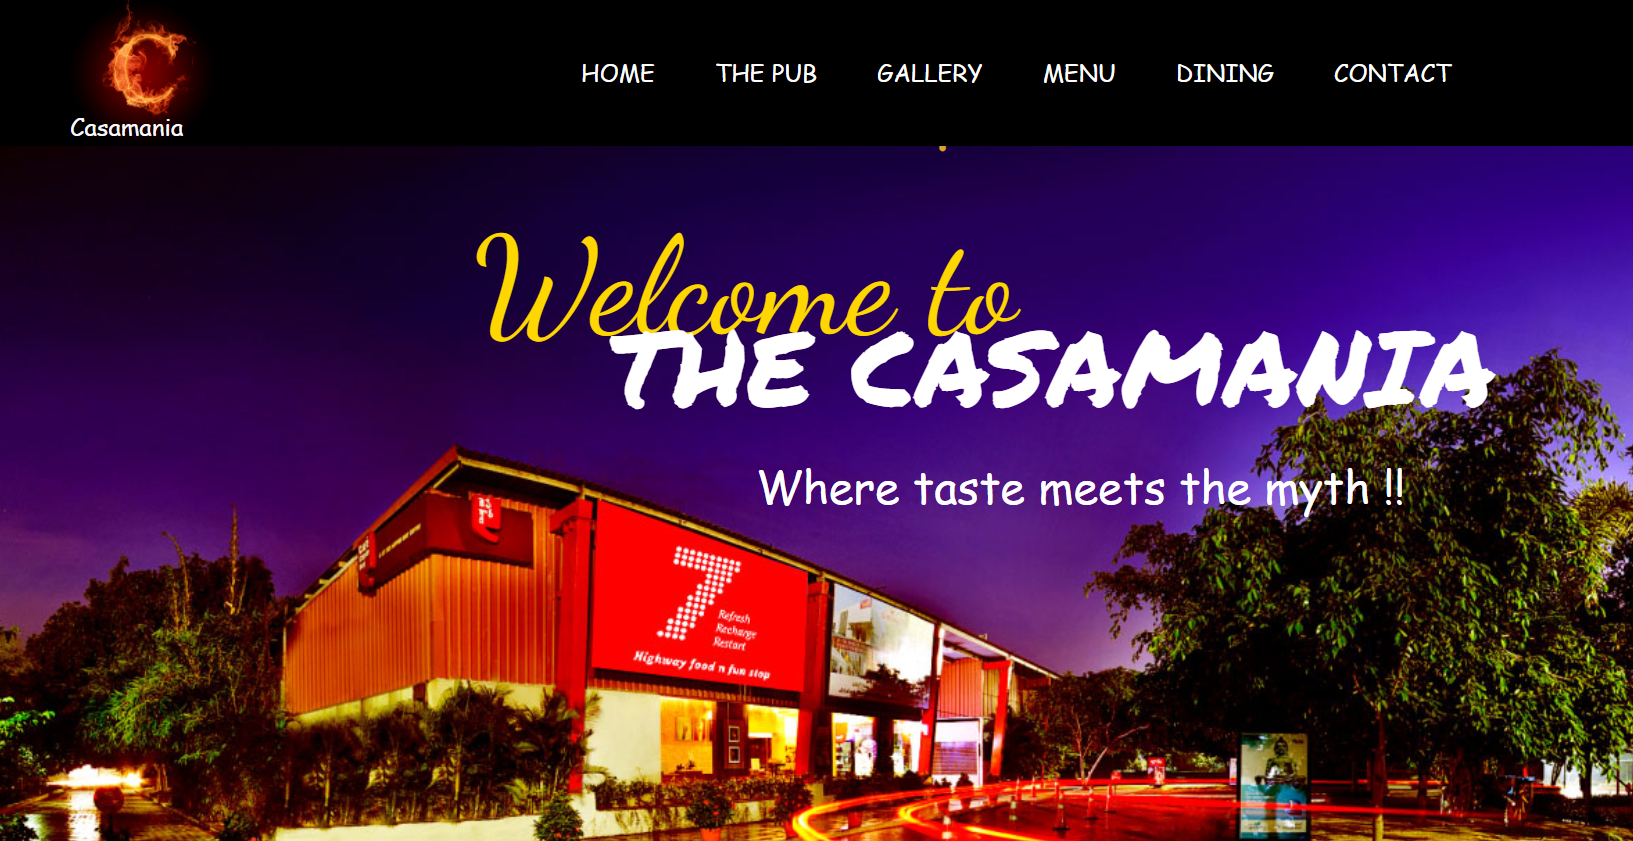 HOME THE PUB GALLERY MENU DINING CONTACT
Casamania
Welcome to
THE CASAMANIA
Where taste meets the myth !!
7
Refresh
Recharge
Restart
Highway food n fun stop